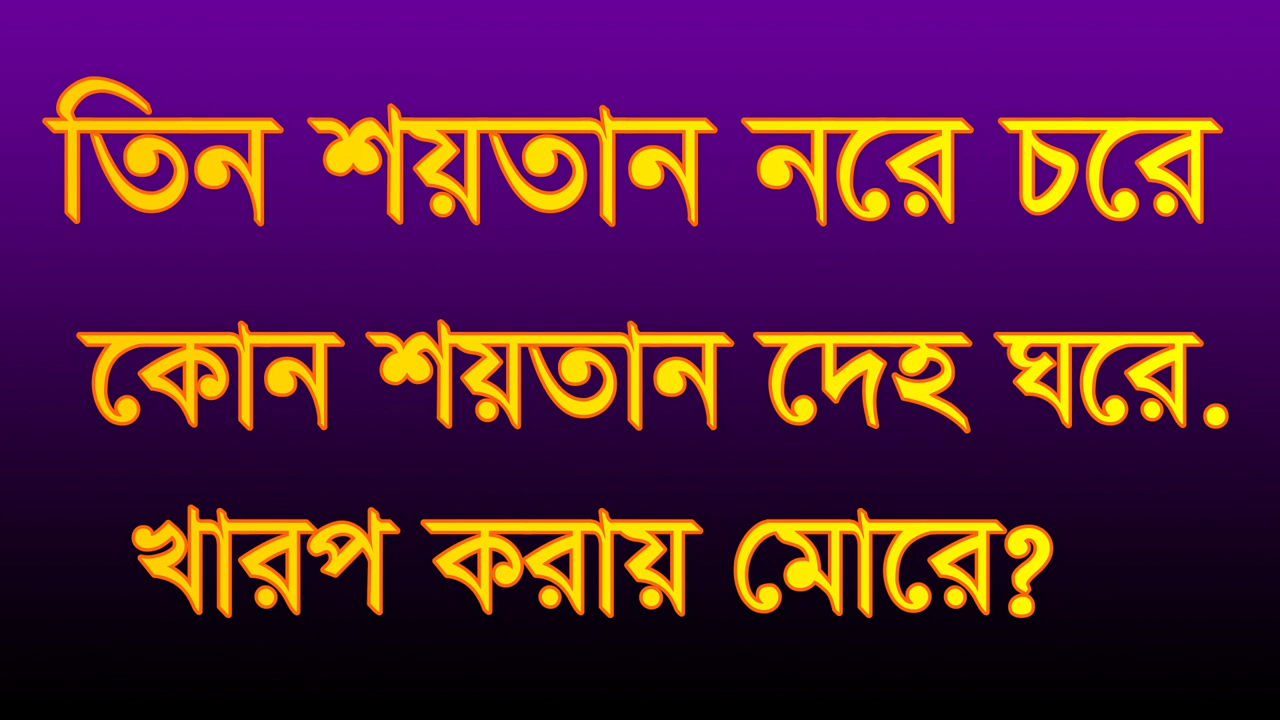 তিন শয়তান নরে চরে
কোন শয়তান দেহ ঘরে.
খারপ করায় মোরে?